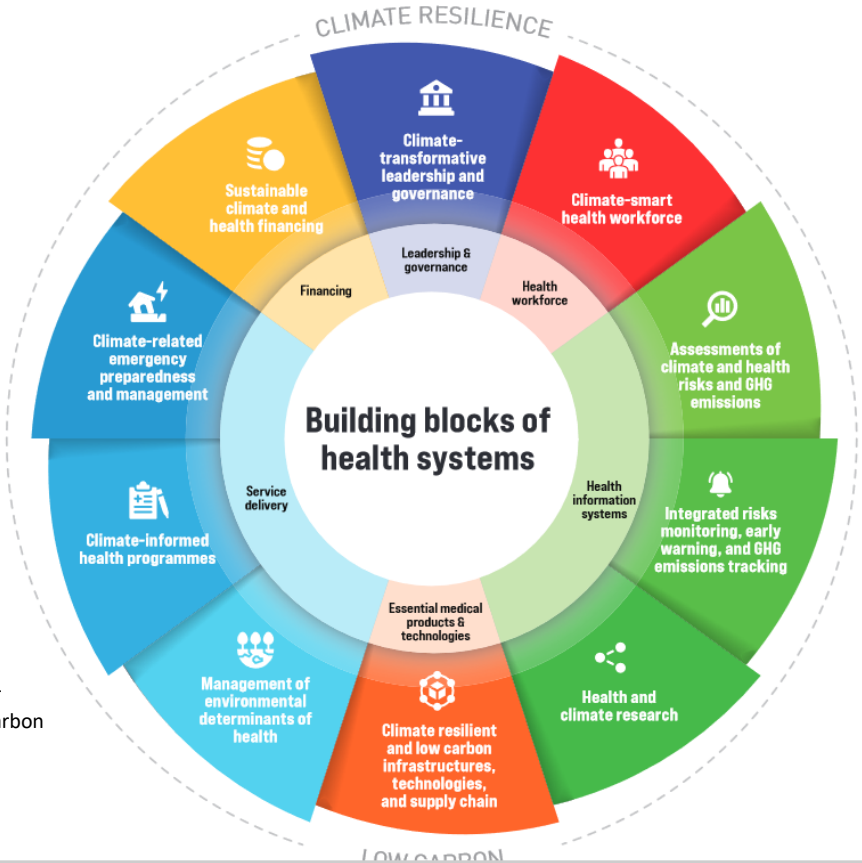 CLIMATE RESILIENCE
Climate-
transformative
leadership and
governance
Climate-smart
health workforce
Assessments of
climate and health
risks and GHG
emissions
Integrated risks
monitoring, early
warning, and GHG
emissions tracking
Health and
climate research
Climate resilient
and low carbon
infrastructures,
technologies,
and supply chain
Management of
environmental
determinants of
health
Climate-informed
health programmes
Climate-related
emergency
preparedness
and management
Sustainable
climate and
health financing
Leadership &
governance
Health
workforce
Health
information
systems
Essential medical
products &
technologies
Service
delivery
Financing
Building blocks of
health systems
arbon
LOW CARBON